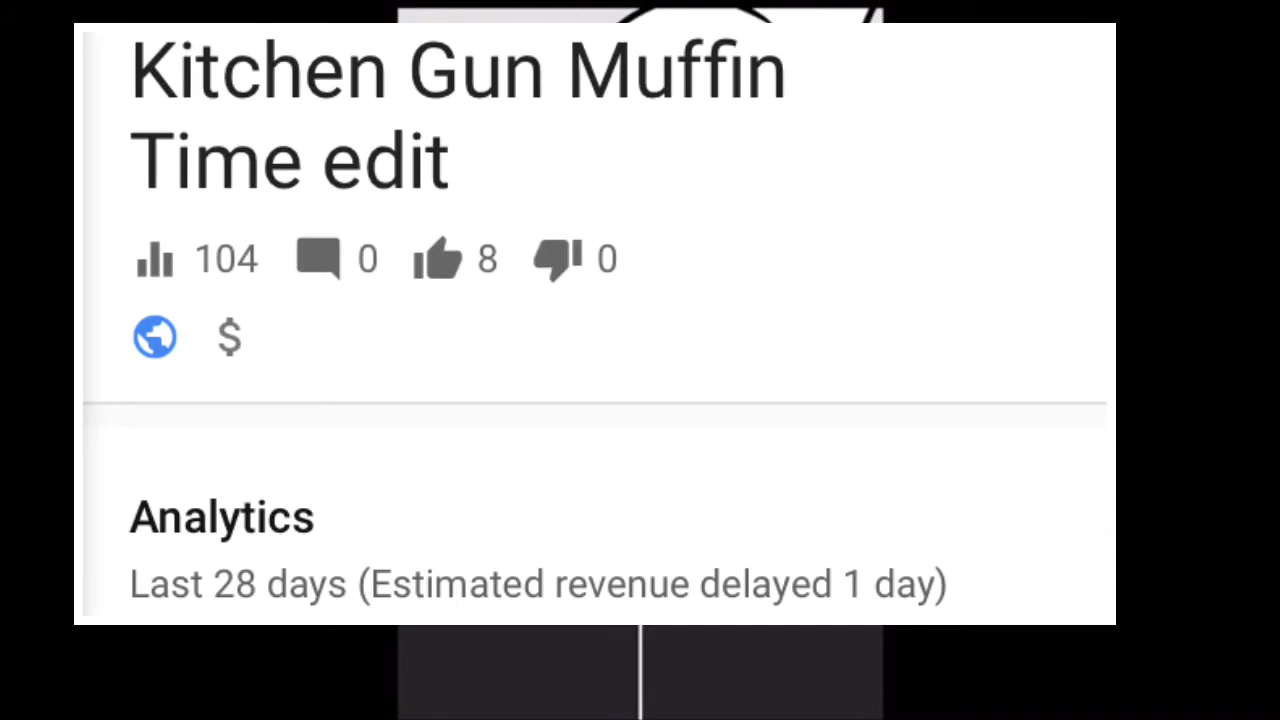 Kitchen Gun Muffin
Time edit
104 0 8 0
$
Analytics
Last 28 days (Estimated revenue delayed 1 day)